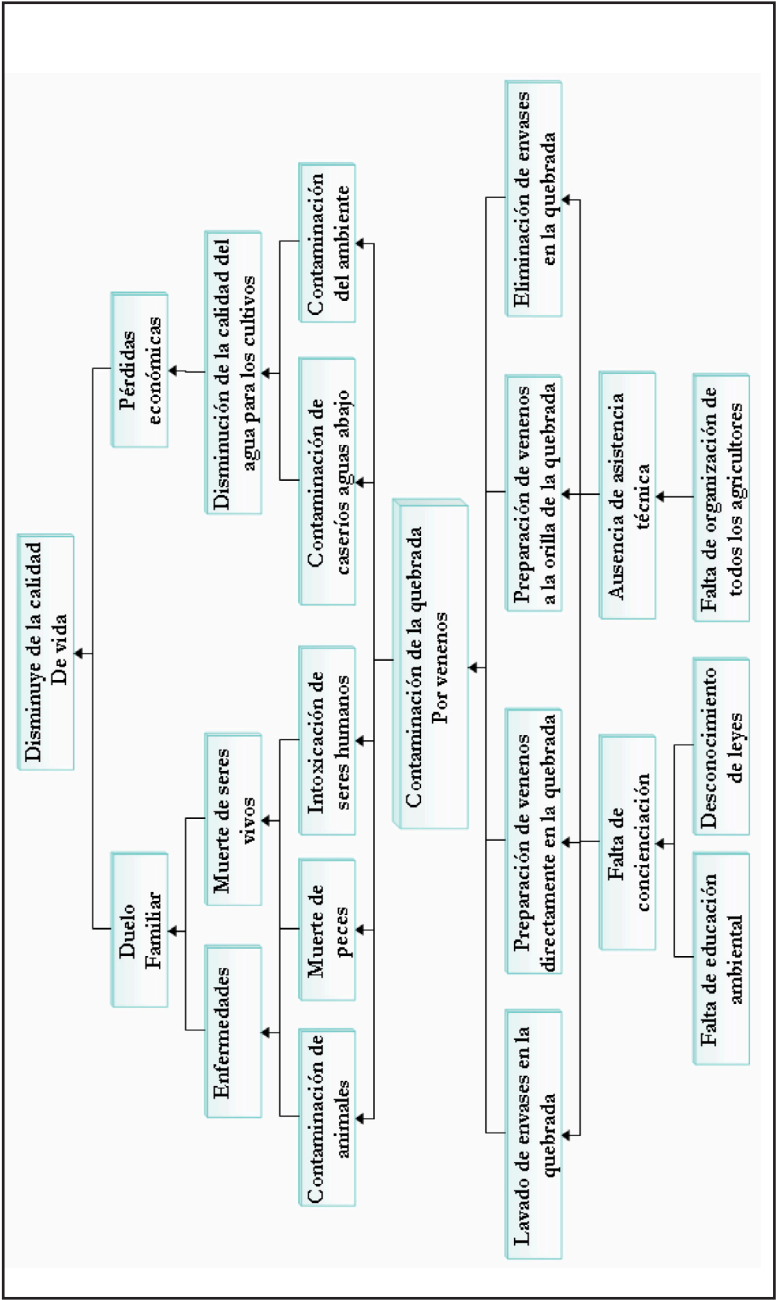 Disminuye de la calidad
De vida
Duelo
Familiar
Pérdidas
económicas
Enfermedades
Muerte de seres
vivos
Disminución de la calidad del
agua para los cultivos
Contaminación de
animales
Muerte de
peces
Intoxicación de
seres humanos
Contaminación de
caseríos aguas abajo
Contaminación
del ambiente
Contaminación de la quebrada
Por venenos
Lavado de envases en la
quebrada
Preparación de venenos
directamente en la quebrada
Preparación de venenos
a la orilla de la quebrada
Eliminación de envases
en la quebrada
Falta de
concienciación
Ausencia de asistencia
técnica
Falta de educación
ambiental
Desconocimiento
de leyes
Falta de organización de
todos los agricultores